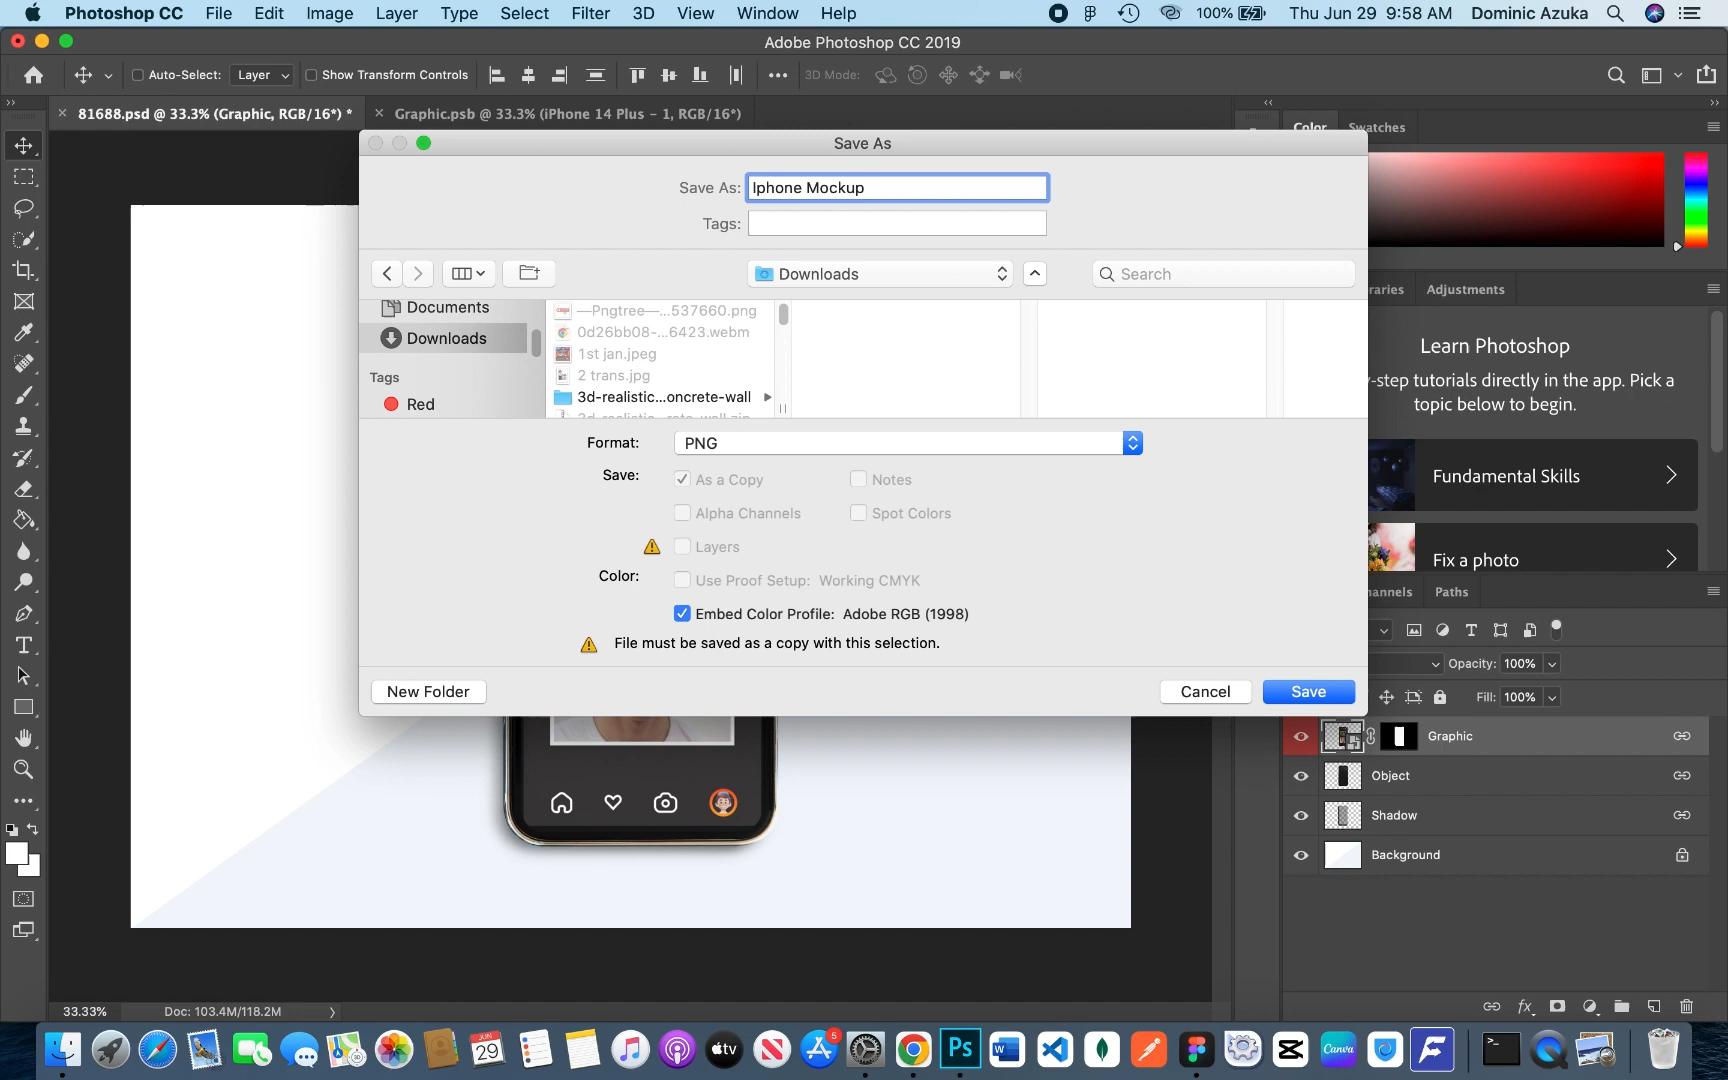 Photoshop CC File Edit Image Layer Type Select Filter 3D View Window Help 100% Thu Jun 29 9:58 AM Dominic Azuka
Adobe Photoshop CC 2019
Auto-Select: Layer Show Transform Controls 3D Mode:
81688.psd @ 33.3% (Graphic, RGB/16*) * Graphic.psb @ 33.3% (iPhone 14 Plus – 1, RGB/16*)
Color Swatches
Save As
Save As: Iphone Mockup
Tags:
Downloads
Search
raries Adjustments
Documents
Downloads
Tags
Red
—Pngtree—...537660.png
0d26bb08-...6423.webm
1st jan.jpeg
2 trans.jpg
3d-realistic...oncrete-wall
Learn Photoshop
-step tutorials directly in the app. Pick a
topic below to begin.
Format: PNG
Save: As a Copy Notes
Alpha Channels Spot Colors
Layers
Color: Use Proof Setup: Working CMYK
Embed Color Profile: Adobe RGB (1998)
File must be saved as a copy with this selection.
New Folder Cancel Save
Fundamental Skills
Fix a photo
annels Paths
Opacity: 100%
Fill: 100%
Graphic
Object
Shadow
Background
33.33% Doc: 103.4M/118.2M
JUN
29
tv
5
Ps
W
Canva